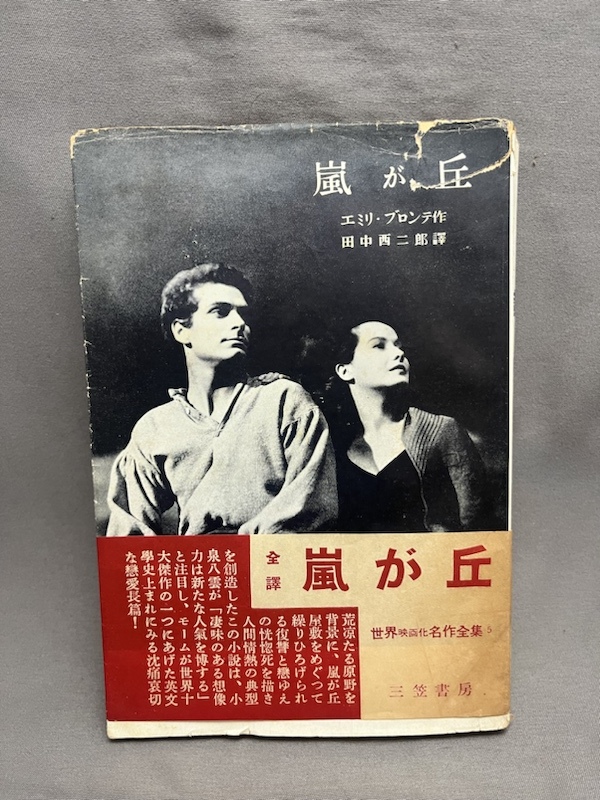 嵐が丘
エミリ・ブロンテ作
田中西二郎譯
全譯
嵐が丘
世界映画化名作全集 5
三笠書房
荒凉たる原野を
背景に、嵐が丘
屋敷をめぐつて
繰りひろげられ
る復讐と戀ゆえ
の恍惚死を描き
人間情熱の典型
を創造したこの小説は、小
泉八雲が「凄味のある想像
力は新たな人氣を博する」
と注目し、モームが世界十
大傑作の一つにあげた英文
學史上まれにみる沈痛哀切
な戀愛長篇！